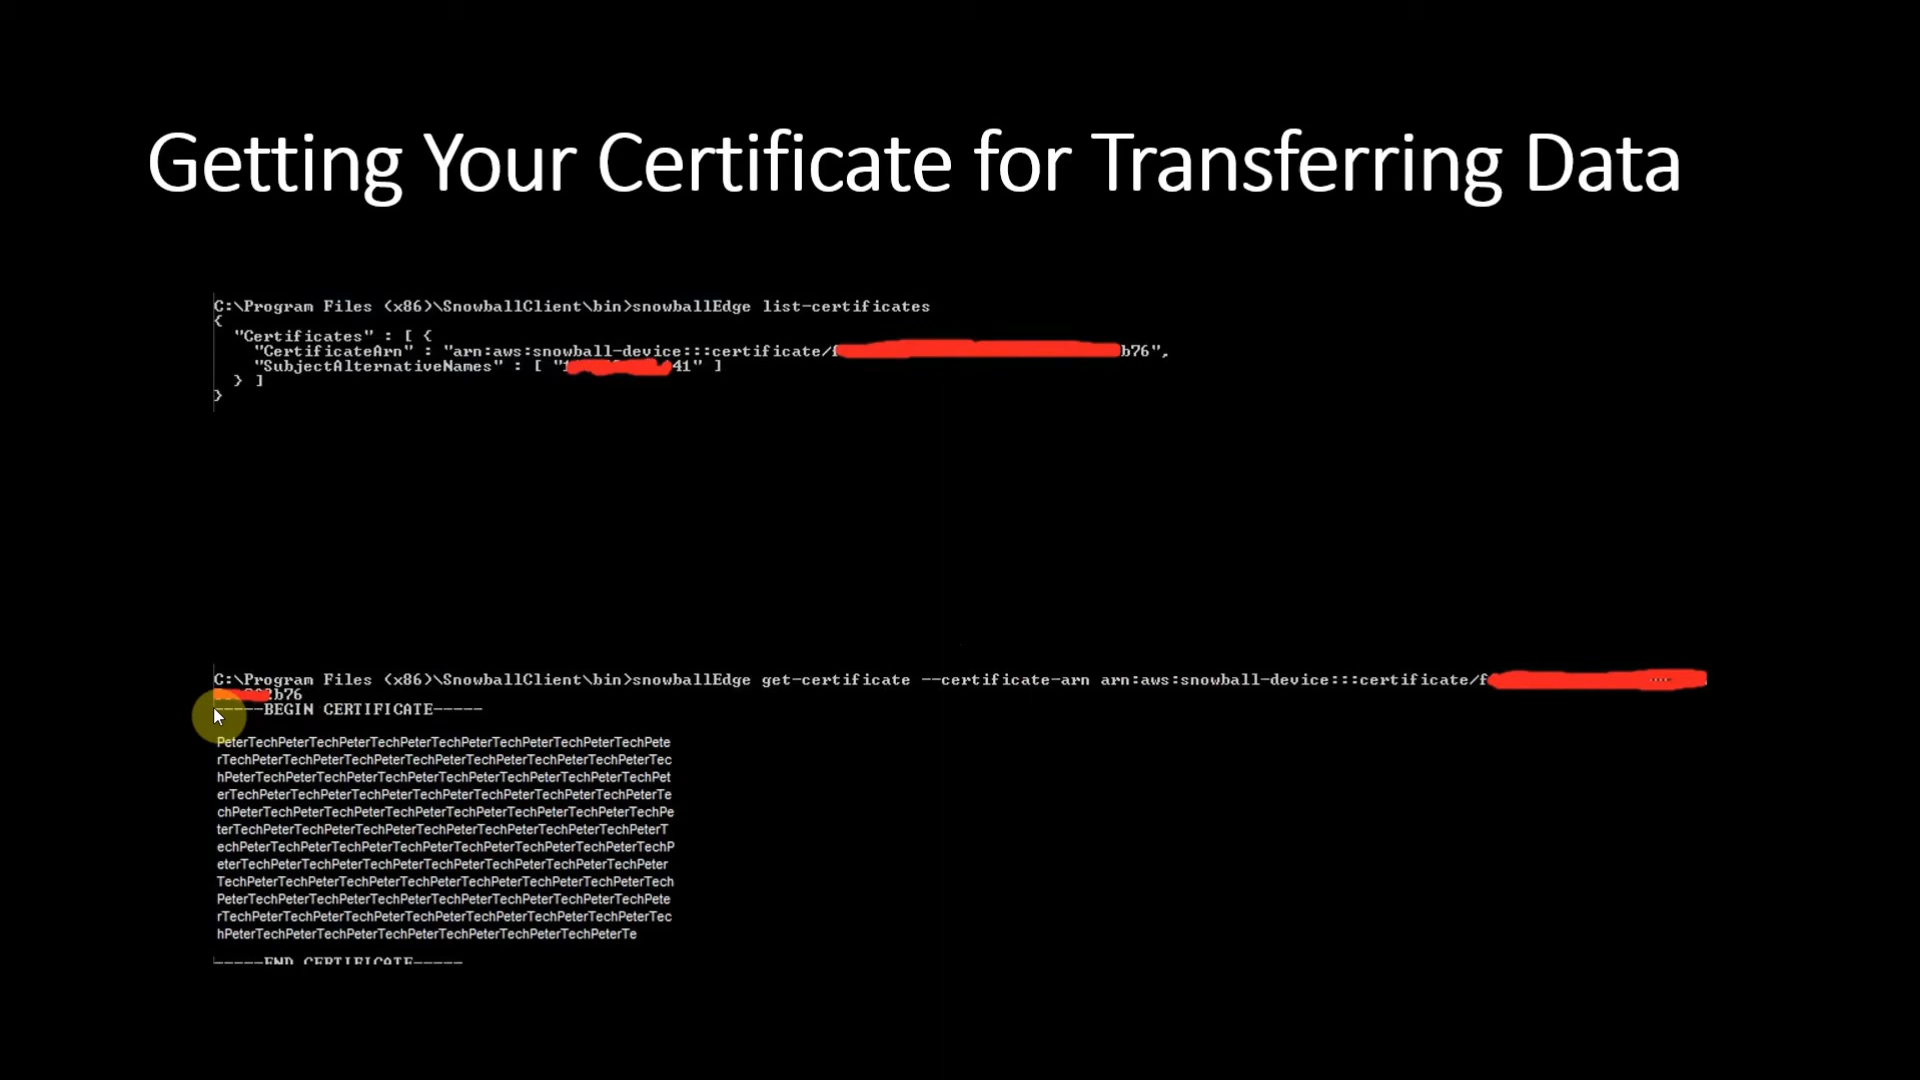 Getting Your Certificate for Transferring Data
C:\Program Files (x86)\SnowballClient\bin>snowballEdge list-certificates
{
"Certificates" : [ {
"CertificateArn" : "arn:aws:snowball-device:::certificate/f b76",
"SubjectAlternativeNames" : [ "1 41" ]
} ]
}
C:\Program Files (x86)\SnowballClient\bin>snowballEdge get-certificate --certificate-arn arn:aws:snowball-device:::certificate/f
2b76
-----BEGIN CERTIFICATE-----
PeterTechPeterTechPeterTechPeterTechPeterTechPeterTechPeterTechPete
rTechPeterTechPeterTechPeterTechPeterTechPeterTechPeterTechPeterTec
hPeterTechPeterTechPeterTechPeterTechPeterTechPeterTechPeterTechPet
erTechPeterTechPeterTechPeterTechPeterTechPeterTechPeterTechPeterTe
chPeterTechPeterTechPeterTechPeterTechPeterTechPeterTechPeterTechPe
terTechPeterTechPeterTechPeterTechPeterTechPeterTechPeterTechPeterT
echPeterTechPeterTechPeterTechPeterTechPeterTechPeterTechPeterTechP
eterTechPeterTechPeterTechPeterTechPeterTechPeterTechPeterTechPeter
TechPeterTechPeterTechPeterTechPeterTechPeterTechPeterTechPeterTech
PeterTechPeterTechPeterTechPeterTechPeterTechPeterTechPeterTechPete
rTechPeterTechPeterTechPeterTechPeterTechPeterTechPeterTechPeterTec
hPeterTechPeterTechPeterTechPeterTechPeterTechPeterTechPeterTe
-----END CERTIFICATE-----